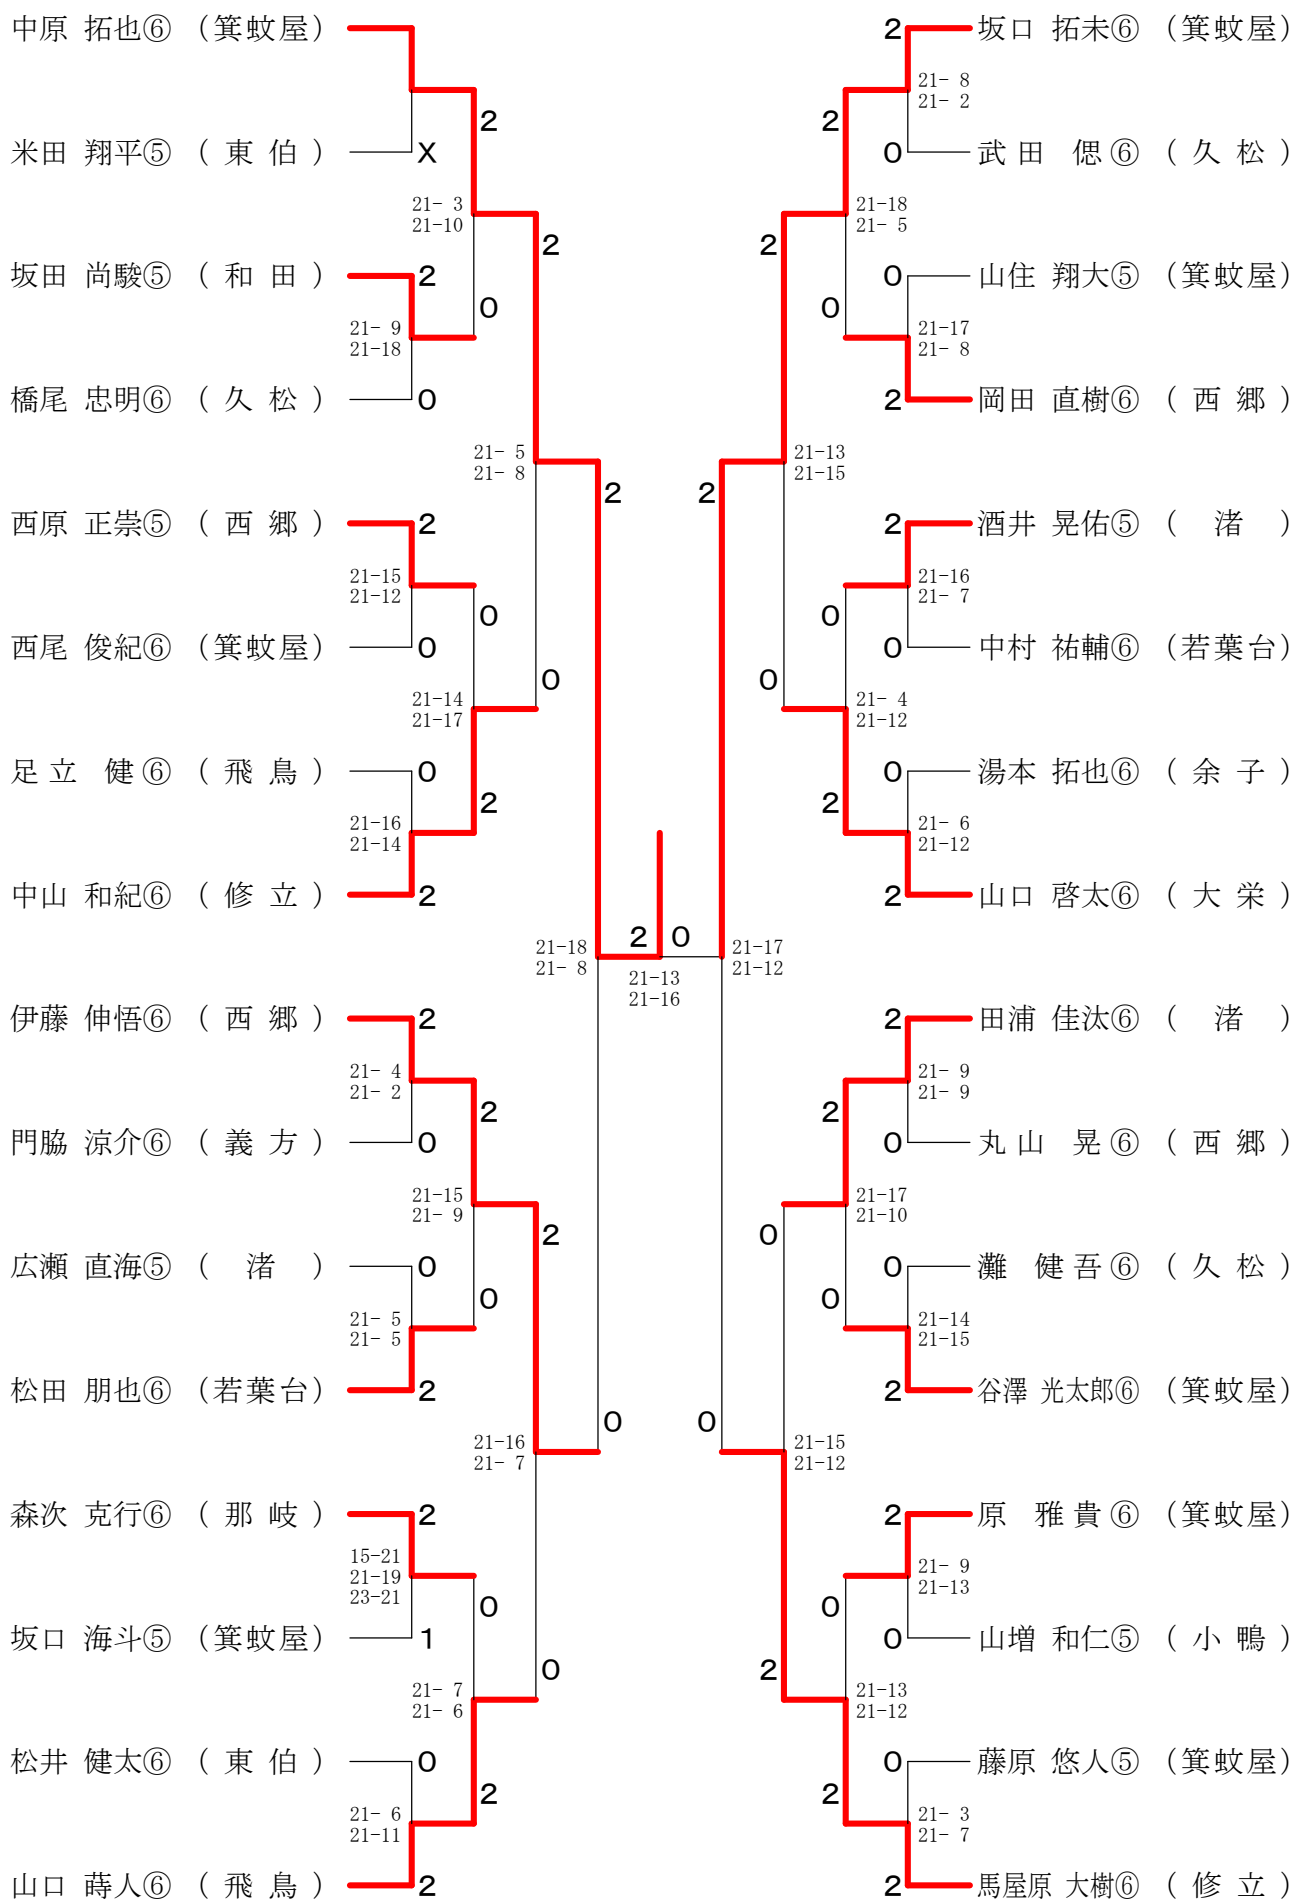 中原 拓也⑥ (箕蚊屋)
2
米田 翔平⑤ ( 東 伯 ) X
21- 3
21-10
2
坂田 尚駿⑤ ( 和 田 ) 2
0
21- 9
21-18
橋尾 忠明⑥ ( 久 松 ) 0
21- 5
21- 8
2
西原 正崇⑤ ( 西 郷 ) 2
21-15
21-12
0
西尾 俊紀⑥ (箕蚊屋) 0
0
21-14
21-17
足立 健⑥ ( 飛 鳥 ) 0
2
21-16
21-14
中山 和紀⑥ ( 修 立 ) 2
21-18
21- 8
2 0
21-13
21-16
伊藤 伸悟⑥ ( 西 郷 ) 2
21- 4
21- 2
2
門脇 涼介⑥ ( 義 方 ) 0
21-15
21- 9
2
広瀬 直海⑤ ( 渚 ) 0
0
21- 5
21- 5
松田 朋也⑥ (若葉台) 2
0
21-16
21- 7
森次 克行⑥ ( 那 岐 ) 2
15-21
21-19
23-21
0
坂口 海斗⑤ (箕蚊屋) 1
0
21- 7
21- 6
松井 健太⑥ ( 東 伯 ) 0
2
21- 6
21-11
山口 蒔人⑥ ( 飛 鳥 ) 2
2 坂口 拓未⑥ (箕蚊屋)
21- 8
21- 2
2
0 武田 偲⑥ ( 久 松 )
21-18
21- 5
2
0 山住 翔大⑤ (箕蚊屋)
0
21-17
21- 8
2 岡田 直樹⑥ ( 西 郷 )
21-13
21-15
2
2 酒井 晃佑⑤ ( 渚 )
21-16
21- 7
0
0 中村 祐輔⑥ (若葉台)
0
21- 4
21-12
0 湯本 拓也⑥ ( 余 子 )
2
21- 6
21-12
2 山口 啓太⑥ ( 大 栄 )
21-17
21-12
2 田浦 佳汰⑥ ( 渚 )
21- 9
21- 9
2
0 丸山 晃⑥ ( 西 郷 )
21-17
21-10
0
0 灘 健吾⑥ ( 久 松 )
0
21-14
21-15
2 谷澤 光太郎⑥ (箕蚊屋)
0
21-15
21-12
2 原 雅貴⑥ (箕蚊屋)
21- 9
21-13
0
0 山増 和仁⑤ ( 小 鴨 )
2
21-13
21-12
0 藤原 悠人⑤ (箕蚊屋)
2
21- 3
21- 7
2 馬屋原 大樹⑥ ( 修 立 )